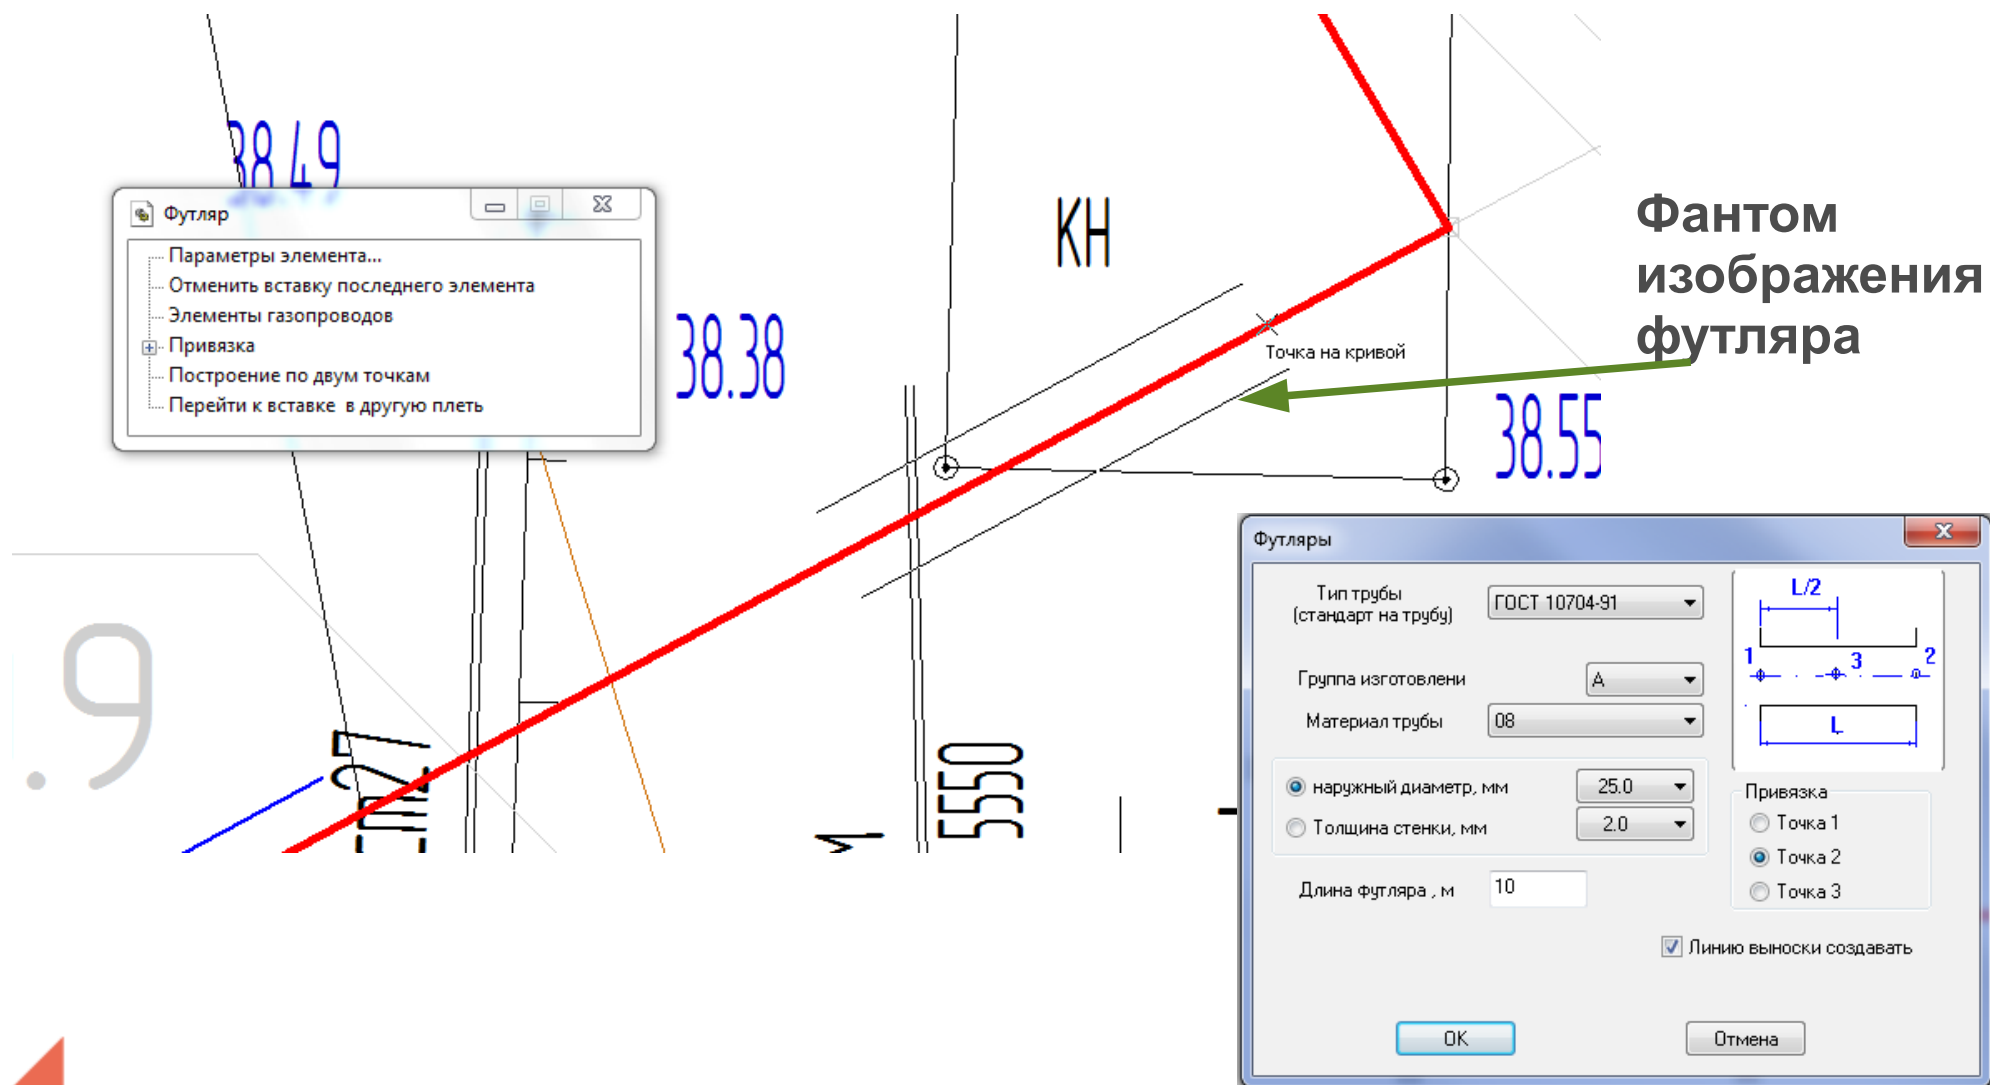 38.49
Футляр
Параметры элемента...
Отменить вставку последнего элемента
Элементы газопроводов
Привязка
Построение по двум точкам
Перейти к вставке в другую плеть
38.38
КН
Точка на кривой
Фантом
изображения
футляра
38.55
5550
Футляры
Тип трубы
(стандарт на трубу)
ГОСТ 10704-91
Группа изготовлени
А
Материал трубы
08
наружный диаметр, мм
25.0
Толщина стенки, мм
2.0
Длина футляра , м
10
L/2
1
3
2
L
Привязка
Точка 1
Точка 2
Точка 3
Линию выноски создавать
OK
Отмена